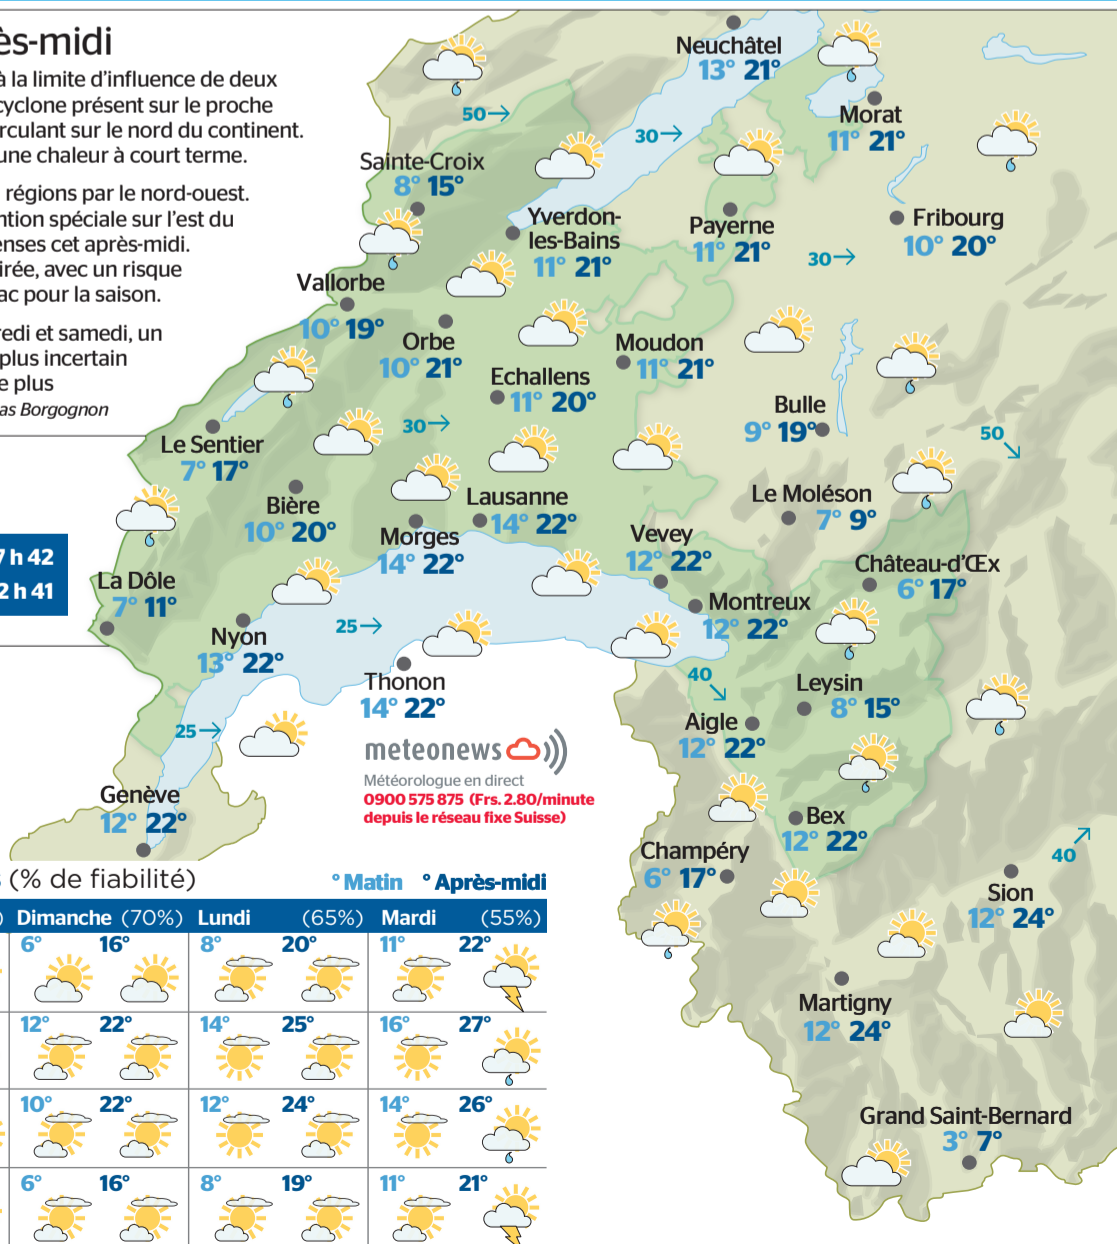 ès-midi
à la limite d'influence de deux
cyclone présent sur le proche
rculant sur le nord du continent.
une chaleur à court terme.
régions par le nord-ouest.
ntion spéciale sur l'est du
enses cet après-midi.
irée, avec un risque
ac pour la saison.
redi et samedi, un
plus incertain
e plus
as Borgognon
7 h 42
2 h 41
Neuchâtel
13° 21°
50→
30→
Morat
11° 21°
Sainte-Croix
8° 15°
Yverdon-
les-Bains
11° 21°
Payerne
11° 21°
Fribourg
10° 20°
30→
Vallorbe
10° 19°
Orbe
10° 21°
Moudon
11° 21°
Echallens
11° 20°
Bulle
9° 19°
30→
50↘
Le Sentier
7° 17°
Bière
10° 20°
Lausanne
14° 22°
Morges
14° 22°
Le Moléson
7° 9°
Vevey
12° 22°
Château-d'Œx
6° 17°
La Dôle
7° 11°
Montreux
12° 22°
Nyon
13° 22°
25→
Thonon
14° 22°
40↘
Leysin
8° 15°
Aigle
12° 22°
25→
meteonews
Météorologue en direct
0900 575 875 (Frs. 2.80/minute
depuis le réseau fixe Suisse)
Genève
12° 22°
Bex
12° 22°
Champéry
6° 17°
40↗
Sion
12° 24°
Martigny
12° 24°
Grand Saint-Bernard
3° 7°
(% de fiabilité)
° Matin ° Après-midi
) Dimanche (70%) Lundi (65%) Mardi (55%)
6° 16° 8° 20° 11° 22°
12° 22° 14° 25° 16° 27°
10° 22° 12° 24° 14° 26°
6° 16° 8° 19° 11° 21°